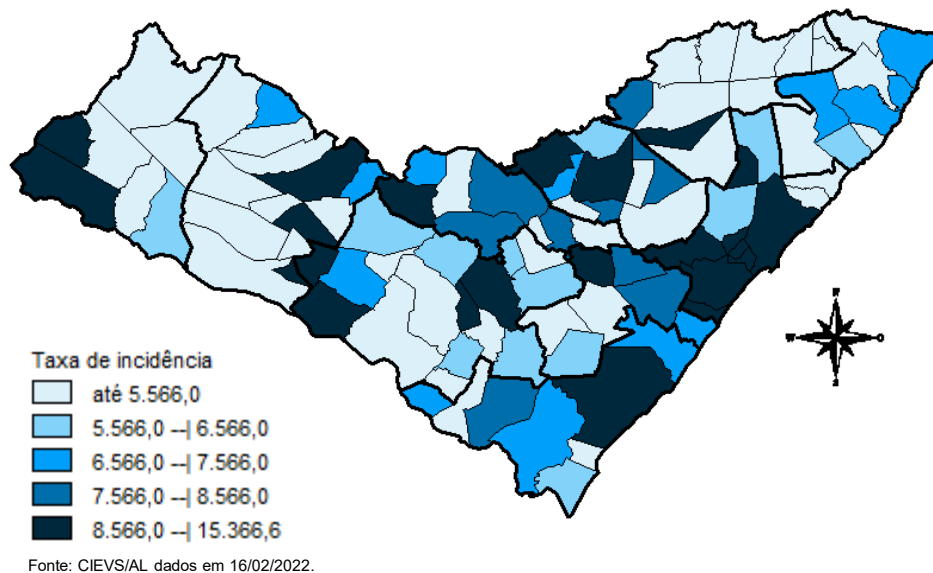 Taxa de incidência
até 5.566,0
5.566,0 --| 6.566,0
6.566,0 --| 7.566,0
7.566,0 --| 8.566,0
8.566,0 --| 15.366,6
Fonte: CIEVS/AL dados em 16/02/2022.